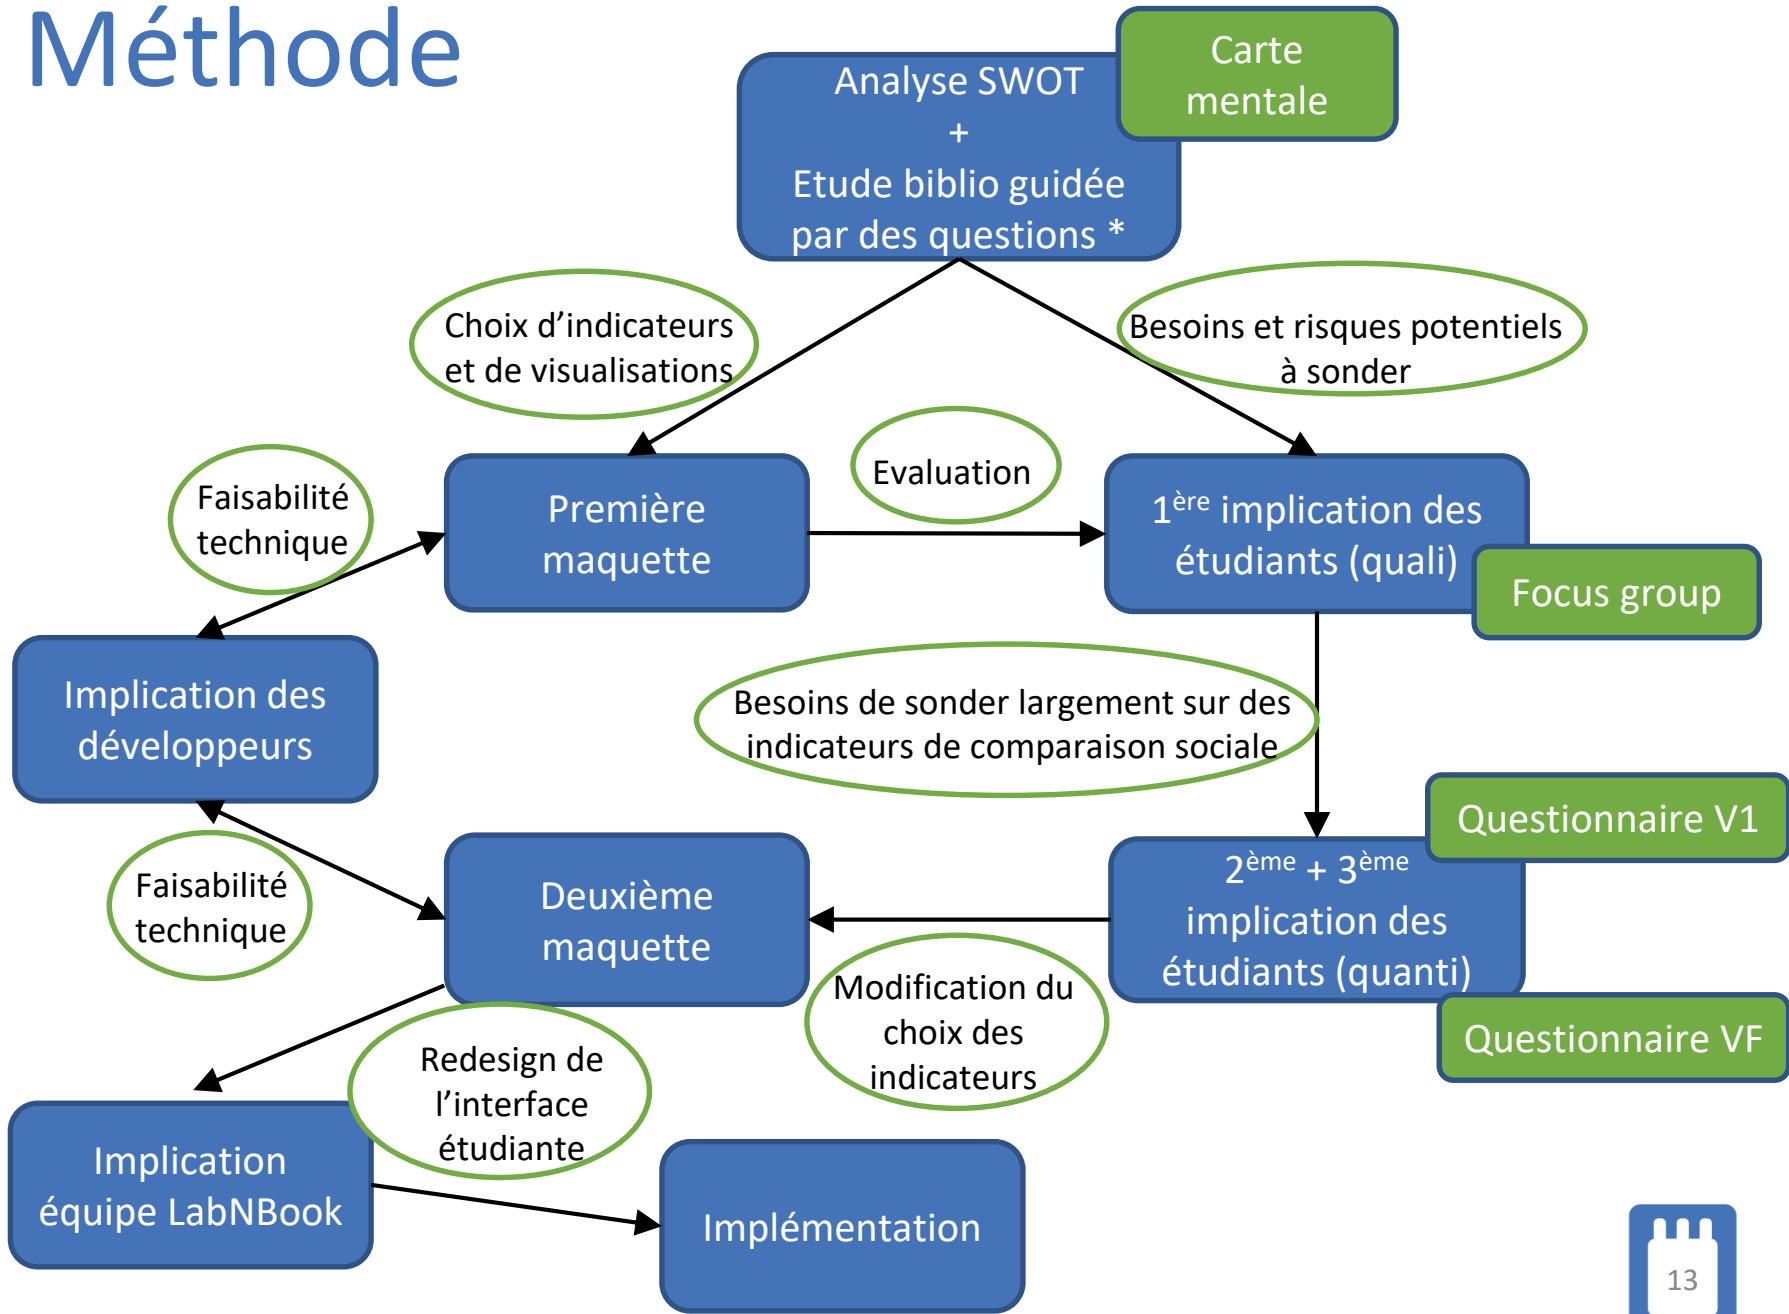 Méthode
Carte
mentale
Analyse SWOT
+
Etude biblio guidée
par des questions *
Choix d’indicateurs
et de visualisations
Besoins et risques potentiels
à sonder
Faisabilité
technique
Première
maquette
Evaluation
1ère implication des
étudiants (quali)
Focus group
Implication des
développeurs
Besoins de sonder largement sur des
indicateurs de comparaison sociale
Questionnaire V1
Faisabilité
technique
Deuxième
maquette
2ème + 3ème
implication des
étudiants (quanti)
Modification du
choix des
indicateurs
Questionnaire VF
Redesign de
l’interface
étudiante
Implication
équipe LabNBook
Implémentation
13